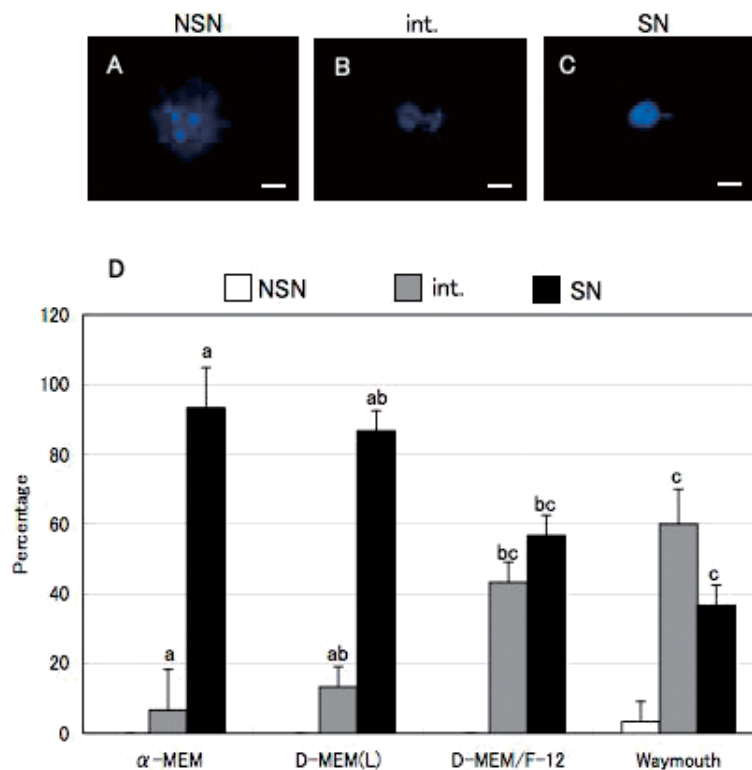 NSN int. SN
A B C
D
NSN int. SN
120
100
80
60
40
20
0
Percentage
a a ab ab bc bc c c
α-MEM D-MEM(L) D-MEM/F-12 Waymouth